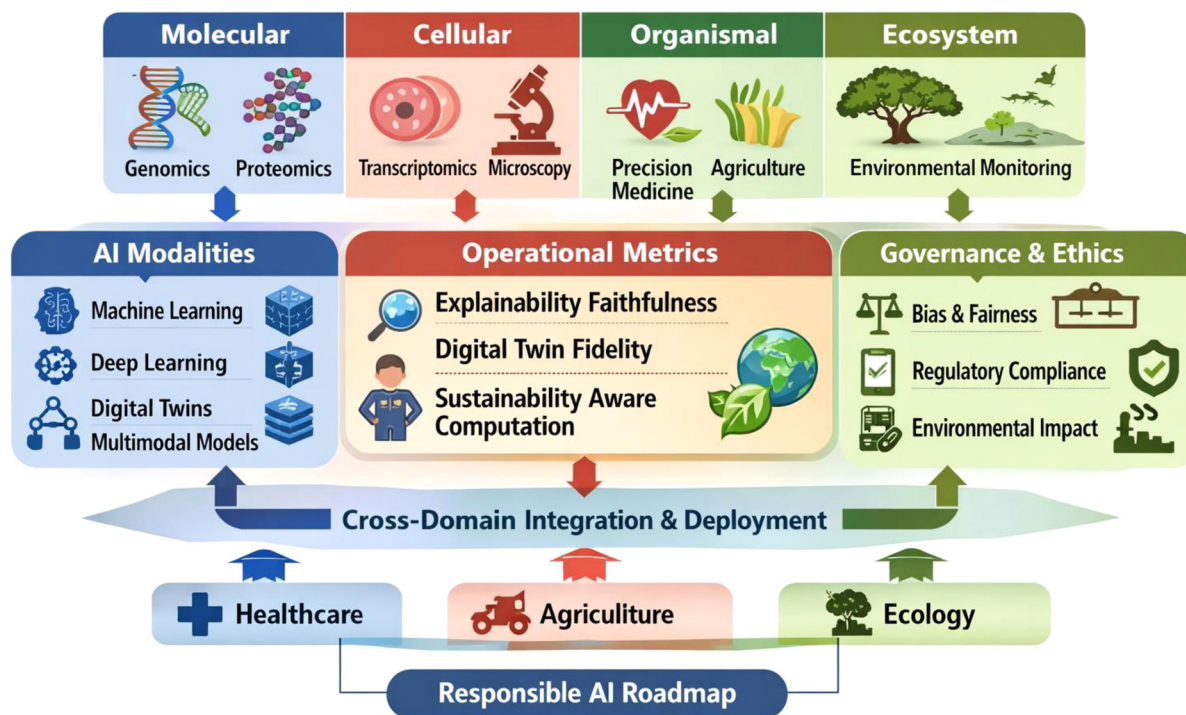 Molecular
Cellular
Organismal
Ecosystem
Genomics
Proteomics
Transcriptomics
Microscopy
Precision
Medicine
Agriculture
Environmental Monitoring
AI Modalities
Machine Learning
Deep Learning
Digital Twins
Multimodal Models
Operational Metrics
Explainability Faithfulness
Digital Twin Fidelity
Sustainability Aware
Computation
Governance & Ethics
Bias & Fairness
Regulatory Compliance
Environmental Impact
Cross-Domain Integration & Deployment
Healthcare
Agriculiture
Ecology
Responsible AI Roadmap